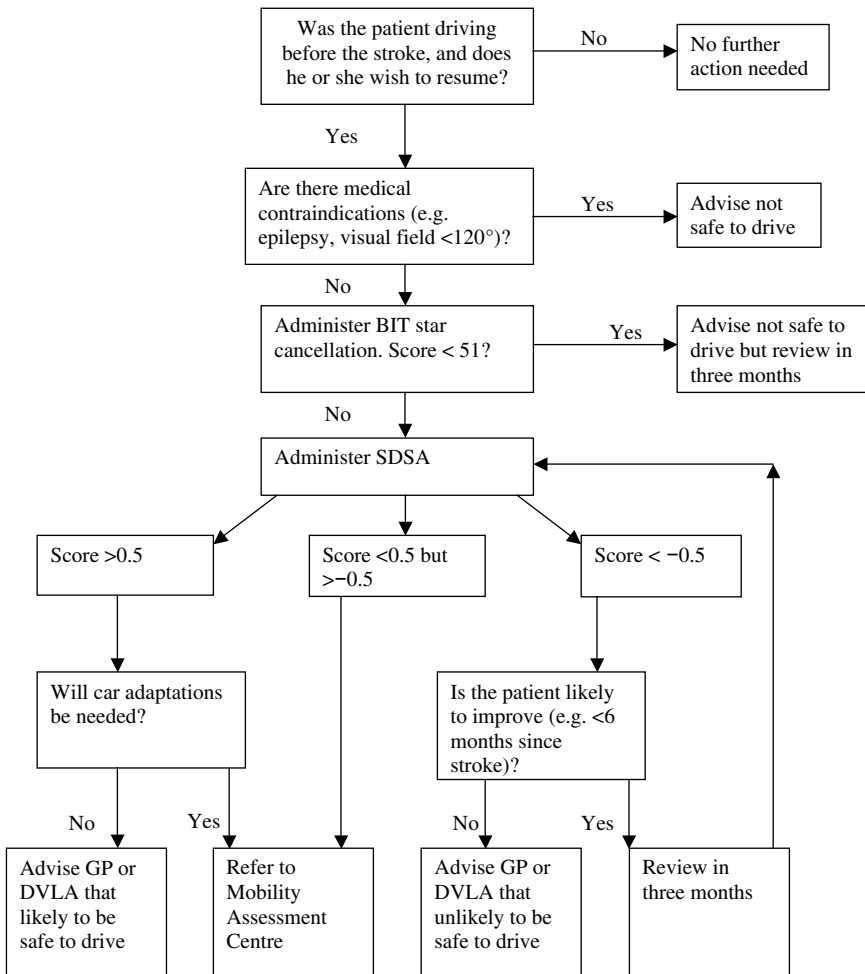 Was the patient driving
before the stroke, and does
he or she wish to resume?
No
No further
action needed
Yes
Are there medical
contraindications (e.g.
epilepsy, visual field <120°)?
Yes
Advise not
safe to drive
No
Administer BIT star
cancellation. Score < 51?
Yes
Advise not safe to
drive but review in
three months
No
Administer SDSA
Score >0.5
Score <0.5 but
>−0.5
Score < −0.5
Will car adaptations
be needed?
Is the patient likely
to improve (e.g. <6
months since
stroke)?
No
Yes
No
Yes
Advise GP or
DVLA that
likely to be
safe to drive
Refer to
Mobility
Assessment
Centre
Advise GP or
DVLA that
unlikely to be
safe to drive
Review in
three months